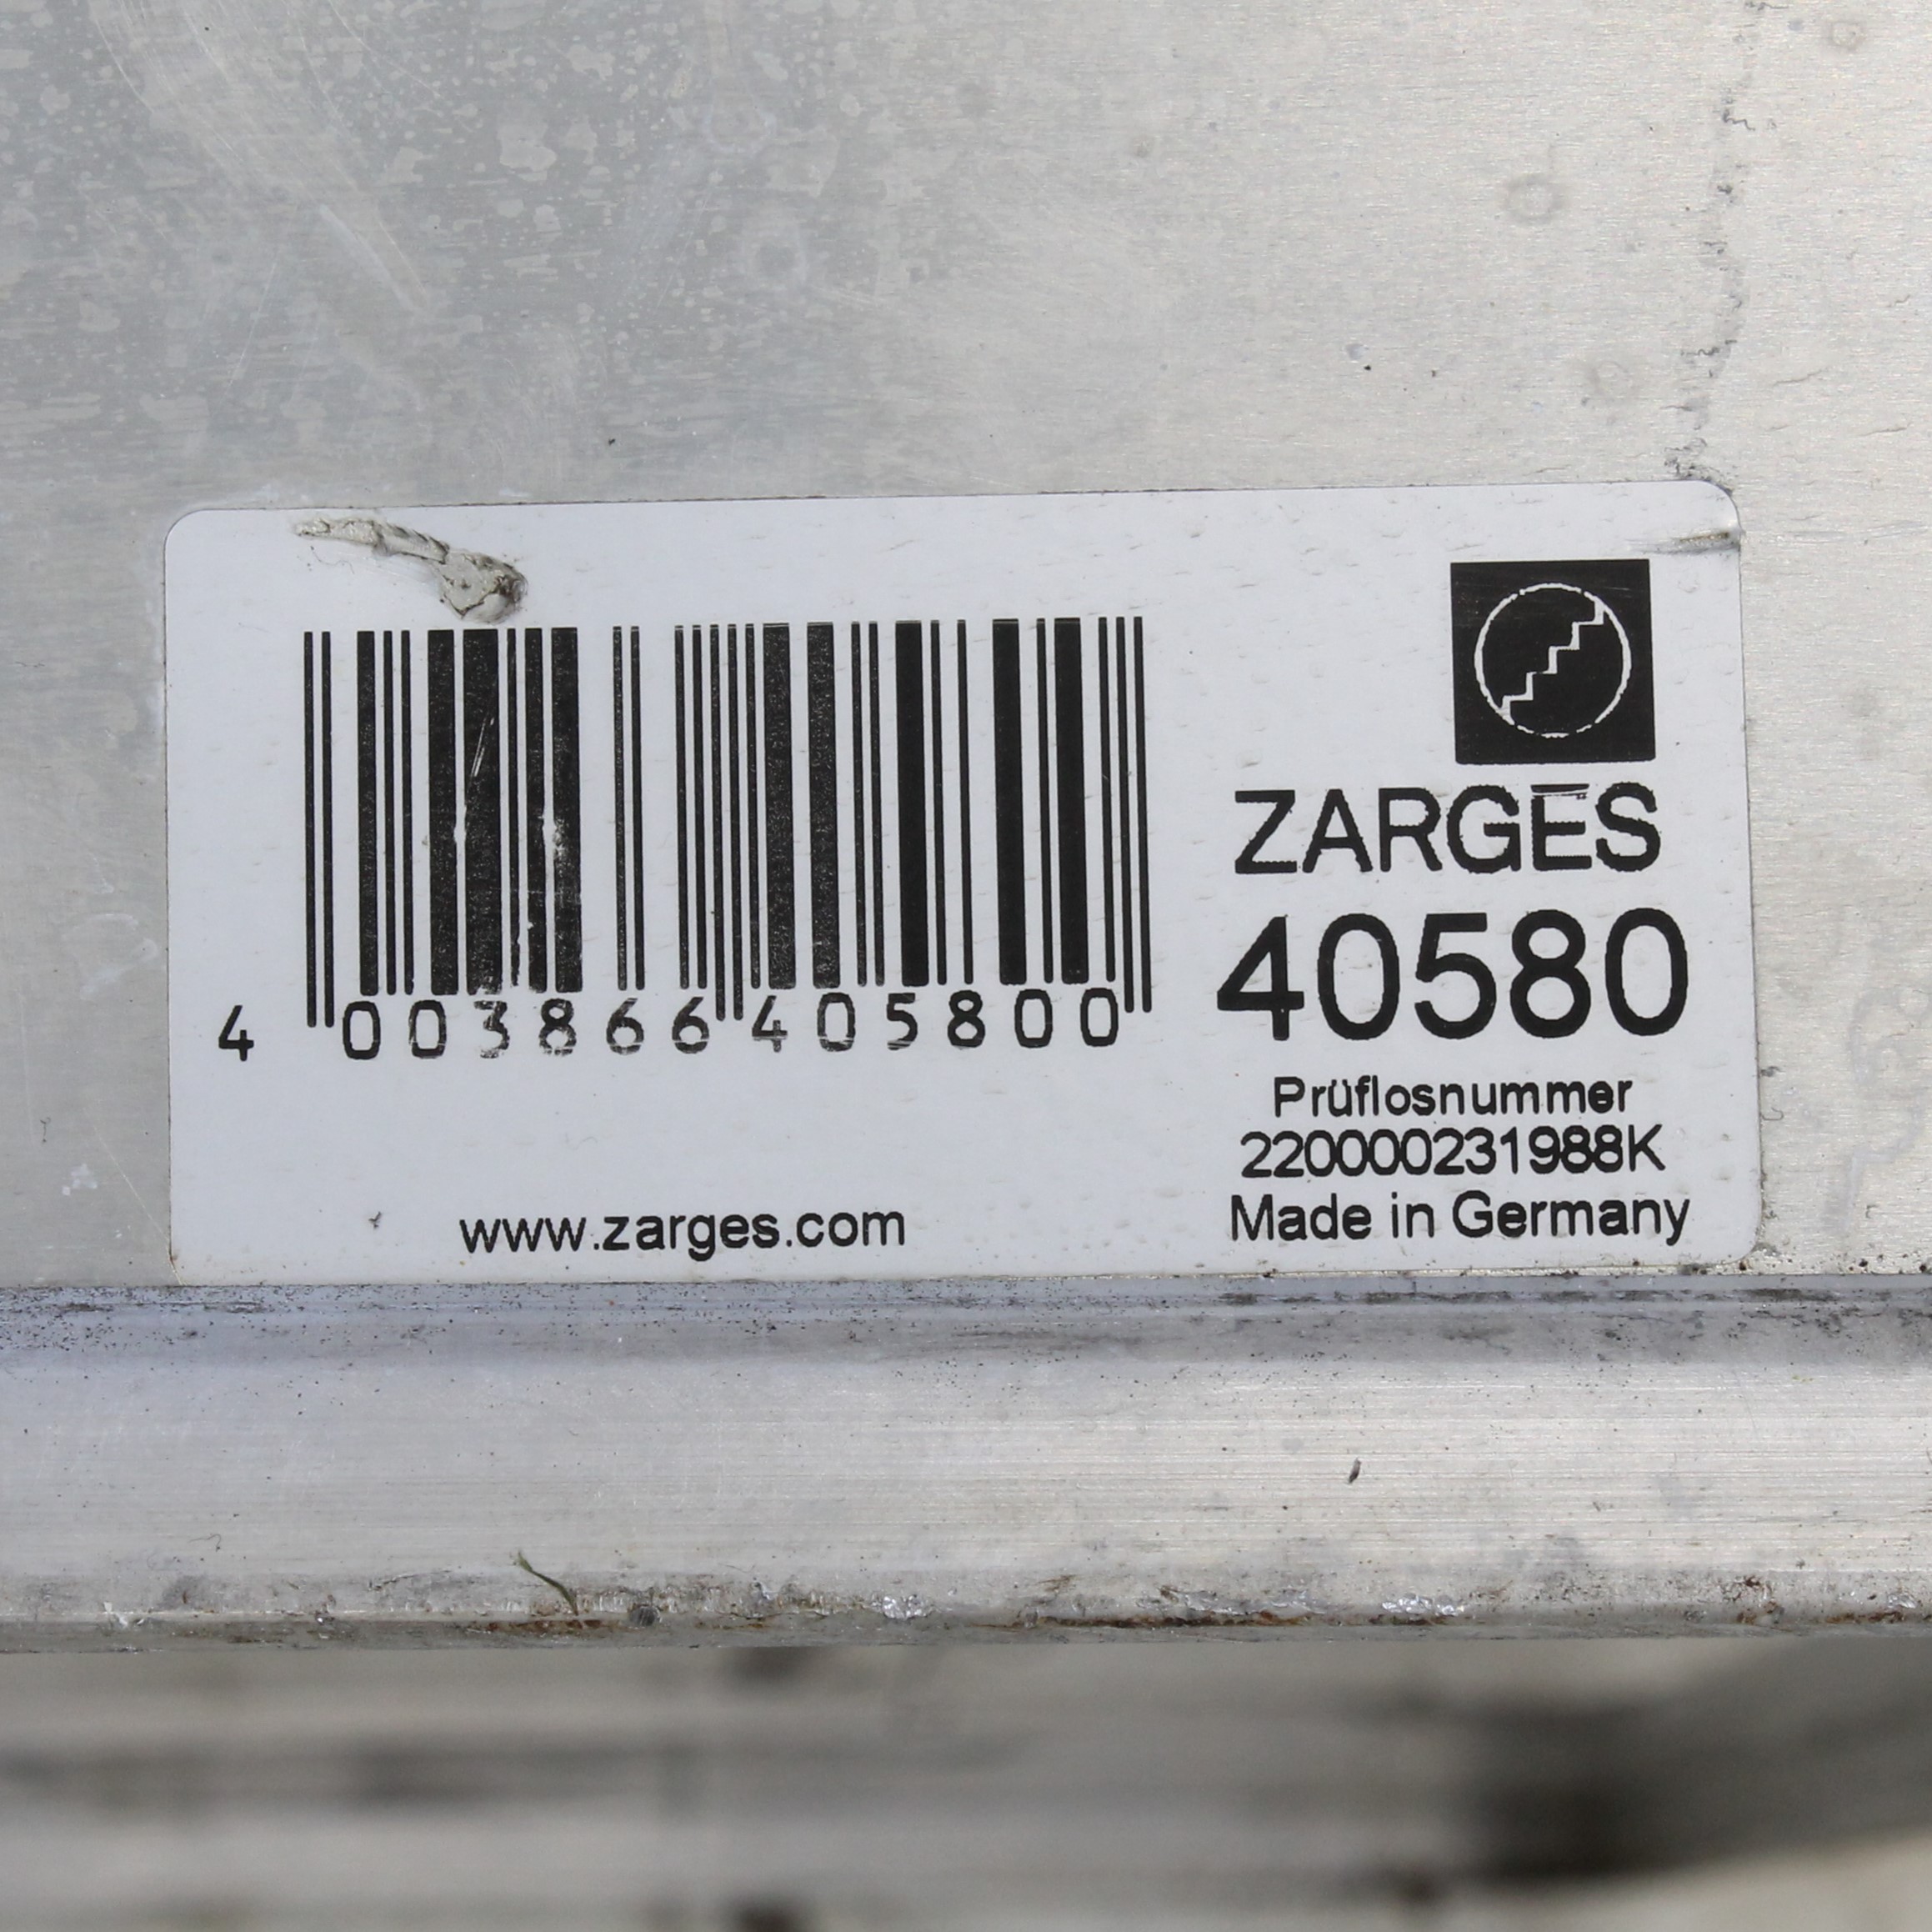 4 003866 405800
ZARGES
40580
Prüflosnummer
220000231988K
Made in Germany
www.zarges.com